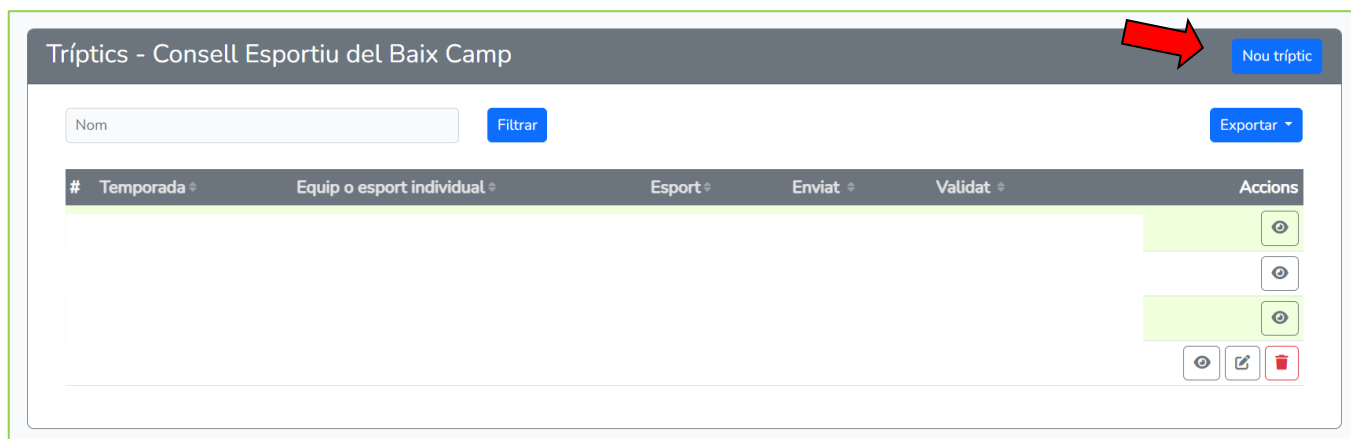 Tríptics - Consell Esportiu del Baix Camp
Nou tríptic
Nom
Filtrar
Exportar
# Temporada Equip o esport individual Esport Enviat Validat Accions